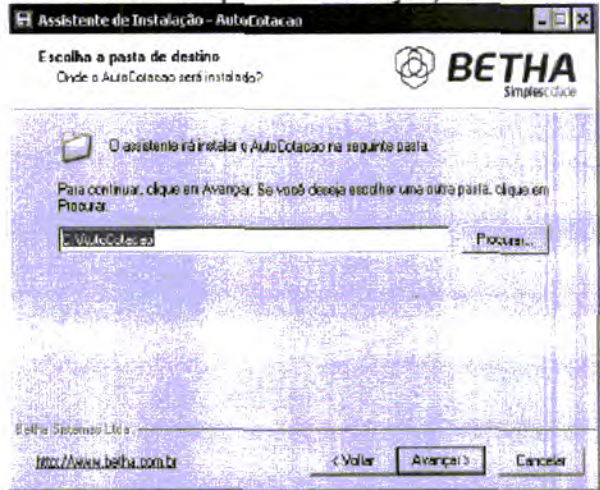 Assistente de Instalação - AutoCotacao
Escolha a pasta de destino
Onde o AutoCotacao será instalado?
BETHA
Simplescidade
O assistente irá instalar o AutoCotacao na seguinte pasta.
Para continuar, clique em Avançar. Se você deseja escolher uma outra pasta, clique em
Procurar.
C:\AutoCotacao
Procurar...
Betha Sistemas Ltda
http://www.betha.com.br
< Voltar
Avançar >
Cancelar